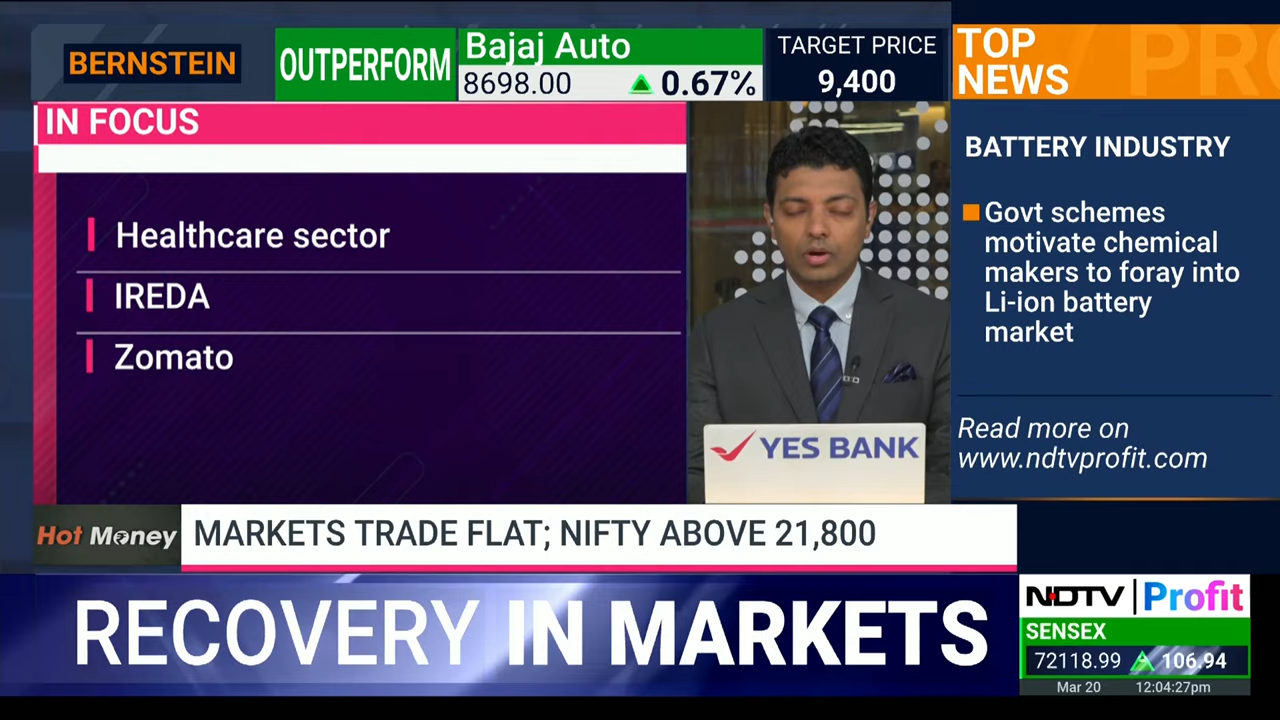 BERNSTEIN
OUTPERFORM
Bajaj Auto
8698.00 ▲ 0.67%
TARGET PRICE
9,400
TOP
NEWS
IN FOCUS
Healthcare sector
IREDA
Zomato
YES BANK
BATTERY INDUSTRY
Govt schemes
motivate chemical
makers to foray into
Li-ion battery
market
Read more on
www.ndtvprofit.com
Hot Money
MARKETS TRADE FLAT; NIFTY ABOVE 21,800
RECOVERY IN MARKETS
NDTV Profit
SENSEX
72118.99 ▲ 106.94
Mar 20 12:04:27pm